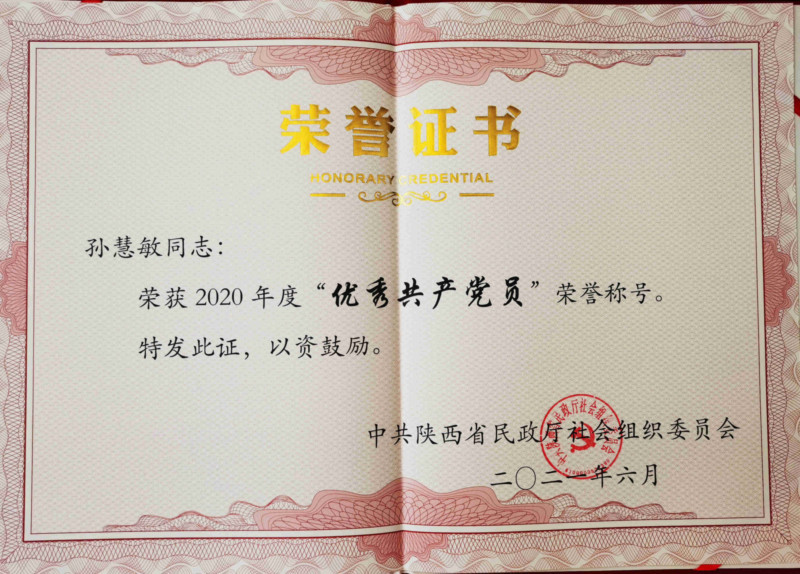 荣誉证书
HONORARY CREDENTIAL
孙慧敏同志：
荣获2020年度“优秀共产党员”荣誉称号。
特发此证，以资鼓励。
中共陕西省民政厅社会组织委员会
二〇二一年六月